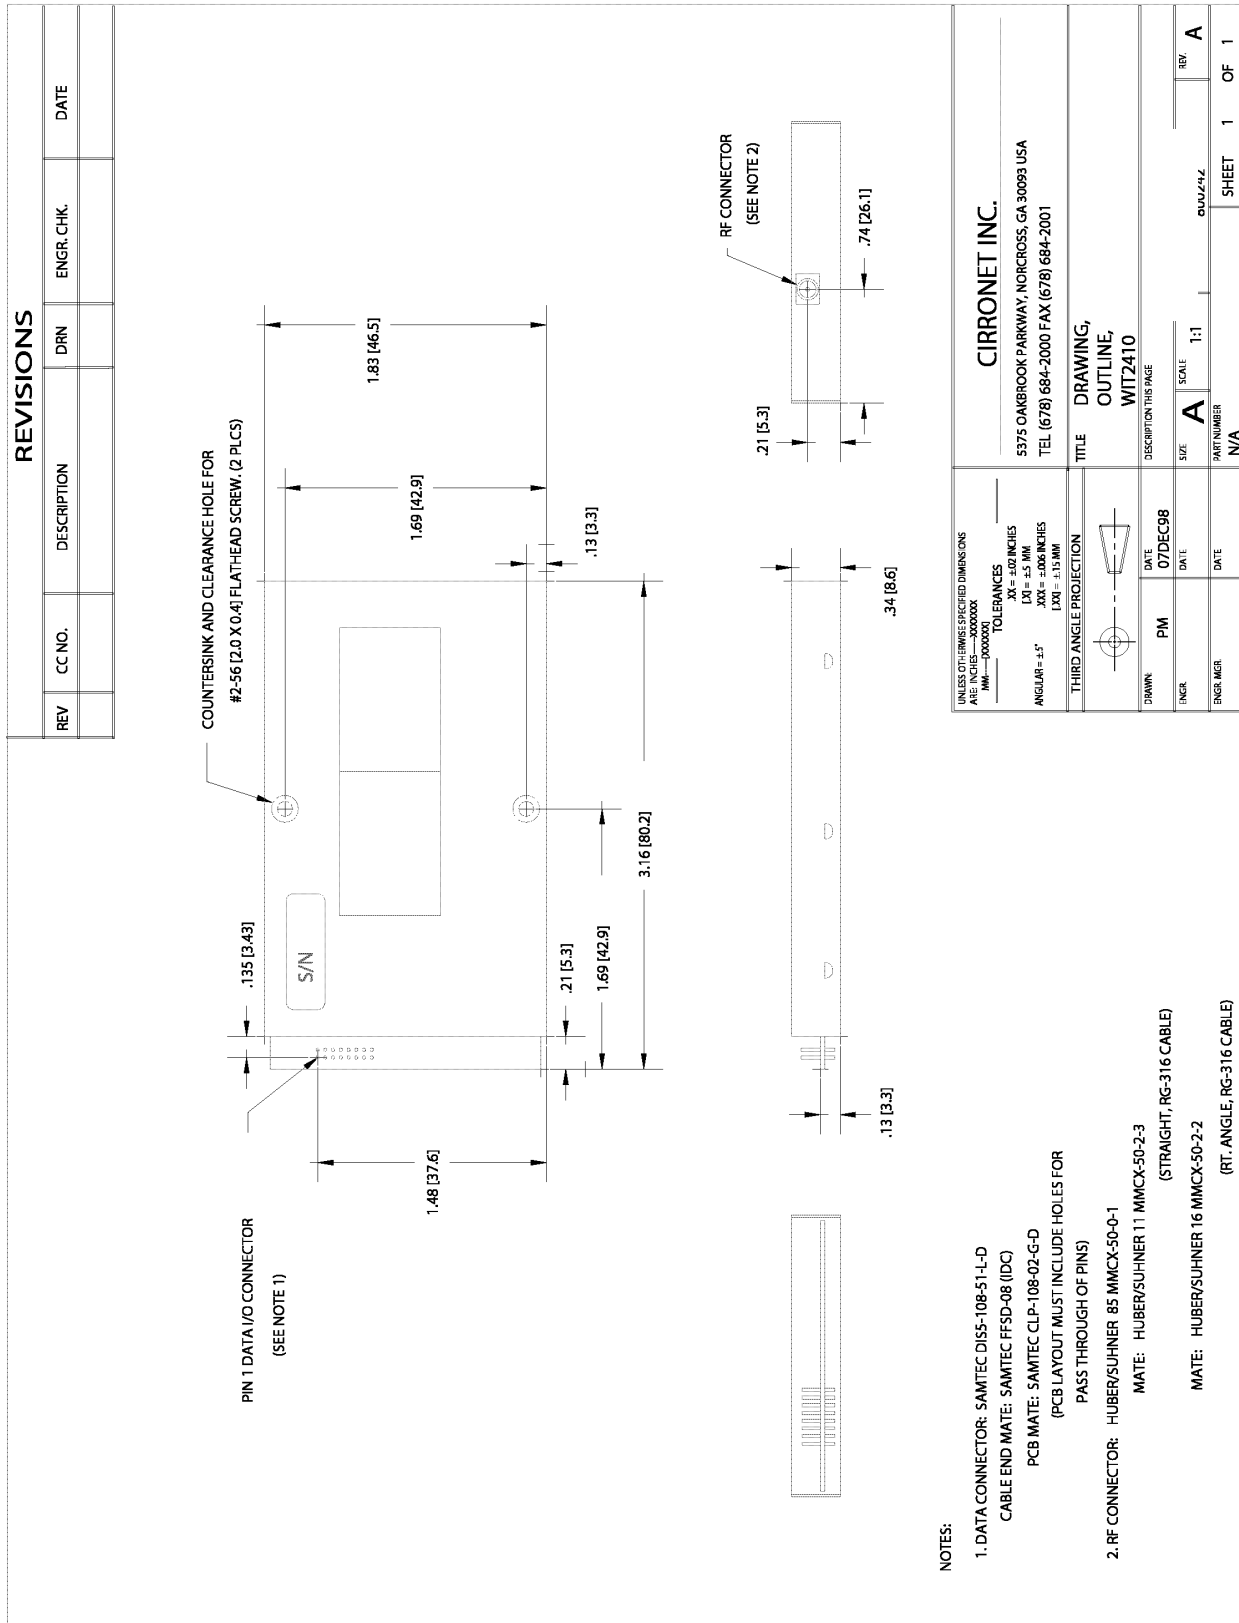 REVISIONS
REV CC NO. DESCRIPTION DRN ENGR. CHK. DATE
COUNTERSINK AND CLEARANCE HOLE FOR
#2-56 [2.0 X 0.4] FLATHEAD SCREW. (2 PLCS)
1.83 [46.5]
1.69 [42.9]
.13 [3.3]
S/N
.135 [3.43]
.21 [5.3]
1.69 [42.9]
3.16 [80.2]
PIN 1 DATA I/O CONNECTOR
(SEE NOTE 1)
1.48 [37.6]
RF CONNECTOR
(SEE NOTE 2)
.74 [26.1]
.21 [5.3]
.34 [8.6]
.13 [3.3]
NOTES:
1. DATA CONNECTOR: SAMTEC DIS5-108-51-L-D
CABLE END MATE: SAMTEC FFSD-08 (IDC)
PCB MATE: SAMTEC CLP-108-02-G-D
(PCB LAYOUT MUST INCLUDE HOLES FOR
PASS THROUGH OF PINS)
2. RF CONNECTOR: HUBER/SUHNER 85 MMCX-50-0-1
MATE: HUBER/SUHNER 11 MMCX-50-2-3
(STRAIGHT, RG-316 CABLE)
MATE: HUBER/SUHNER 16 MMCX-50-2-2
(RT. ANGLE, RG-316 CABLE)
UNLESS OTHERWISE SPECIFIED DIMENSIONS
ARE: INCHES
MM
TOLERANCES
.XX = ±.02 INCHES
[.X] = ±.5 MM
.XXX = ±.006 INCHES
[.XX] = ±.15 MM
ANGULAR = ±.5°
THIRD ANGLE PROJECTION
CIRRONET INC.
5375 OAKBROOK PARKWAY, NORCROSS, GA 30093 USA
TEL (678) 684-2000 FAX (678) 684-2001
TITLE
DRAWING,
OUTLINE,
WIT2410
DRAWN: PM
DATE 07DEC98
DESCRIPTION THIS PAGE
ENGR.
DATE
SIZE A
SCALE 1:1
REV. A
ENGR. MGR.
DATE
PART NUMBER
N/A
SHEET 1 OF 1